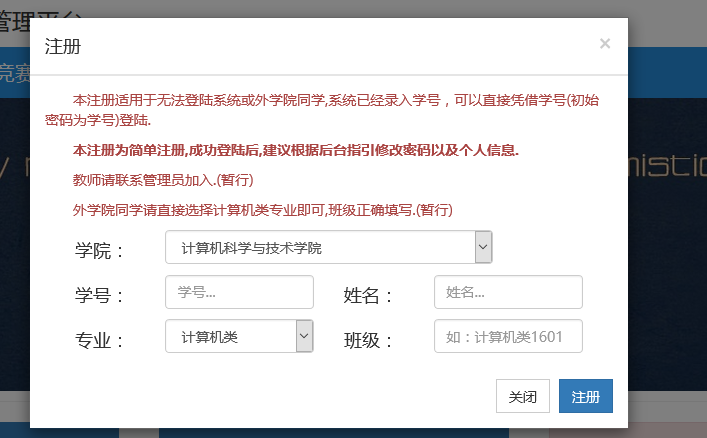 管理平台
注册
×
竞赛
本注册适用于无法登陆系统或外学院同学,系统已经录入学号，可以直接凭借学号(初始
密码为学号)登陆.
本注册为简单注册,成功登陆后,建议根据后台指引修改密码以及个人信息.
教师请联系管理员加入.(暂行)
外学院同学请直接选择计算机类专业即可,班级正确填写.(暂行)
学院： 计算机科学与技术学院
学号： 学号... 姓名： 姓名...
专业： 计算机类 班级： 如：计算机类1601
关闭 注册